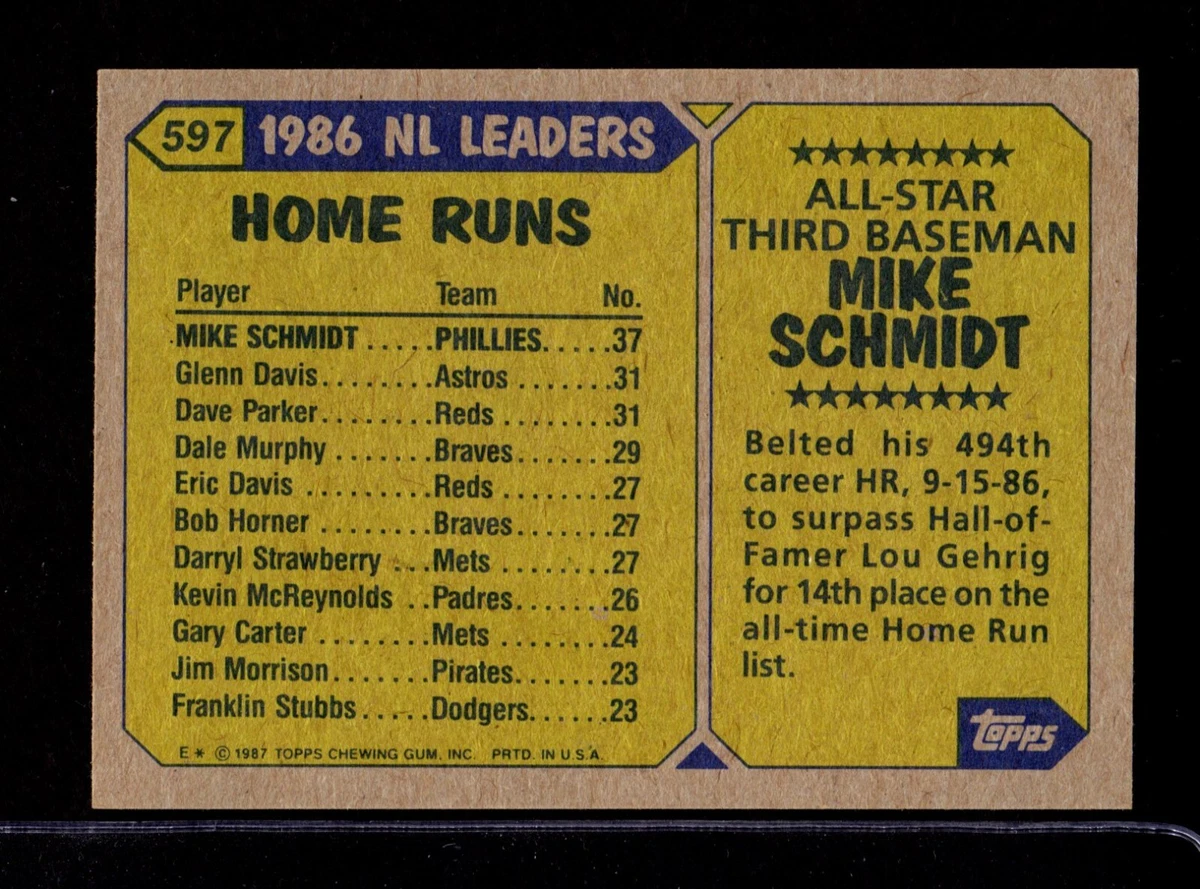 597 1986 NL LEADERS
HOME RUNS
Player Team No.
MIKE SCHMIDT.....PHILLIES.....37
Glenn Davis........Astros.......31
Dave Parker........Reds........31
Dale Murphy.......Braves.......29
Eric Davis.........Reds........27
Bob Horner........Braves.......27
Darryl Strawberry...Mets........27
Kevin McReynolds..Padres.......26
Gary Carter........Mets........24
Jim Morrison.......Pirates.......23
Franklin Stubbs.....Dodgers......23
E* © 1987 TOPPS CHEWING GUM, INC. PRTD. IN U.S.A.
ALL-STAR
THIRD BASEMAN
MIKE
SCHMIDT
Belted his 494th
career HR, 9-15-86,
to surpass Hall-of-
Famer Lou Gehrig
for 14th place on the
all-time Home Run
list.
Topps